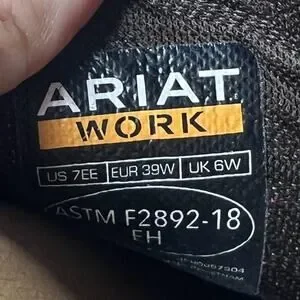 ARIAT
WORK
US 7EE EUR 39W UK 6W
ASTM F2892-18
EH